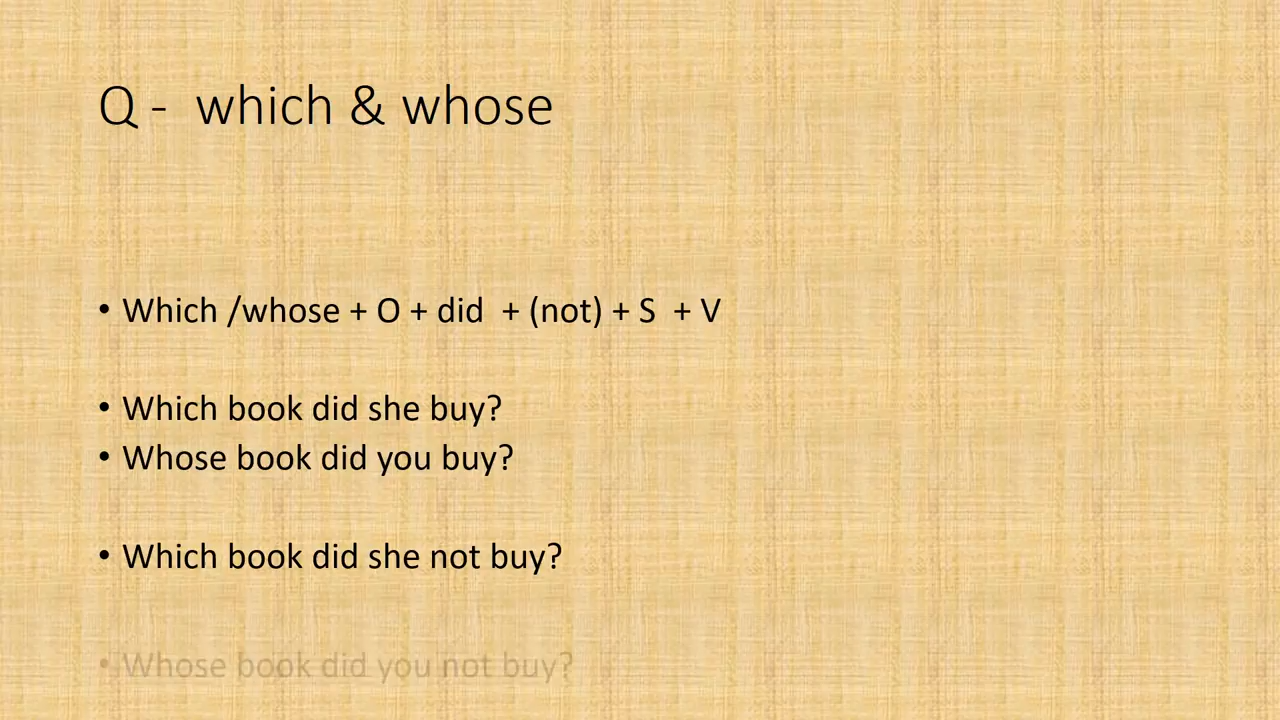 Q - which & whose
• Which /whose + O + did + (not) + S + V
• Which book did she buy?
• Whose book did you buy?
• Which book did she not buy?
• Whose book did you not buy?